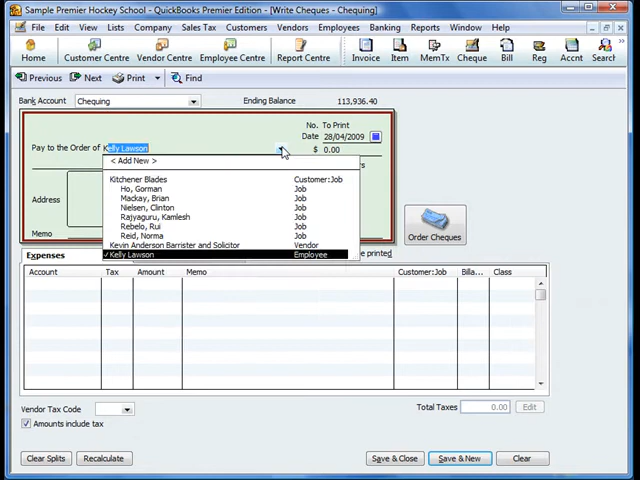 Sample Premier Hockey School - QuickBooks Premier Edition - [Write Cheques - Chequing]
File Edit View Lists Sales Tax Customers Vendors Employees Banking Reports Window Help
Home Customer Centre Vendor Centre Employee Centre Report Centre Invoice Item MemTx Cheque Bill Reg Accnt Search
Previous Next Print Find
Bank Account Chequing Ending Balance 113,936.40
No. To Print
Date 28/04/2009
Pay to the Order of Kelly Lawson $ 0.00
< Add New >
Kitchener Blades Customer:Job
Ho, Gorman Job
Mackay, Brian Job
Nielsen, Clinton Job
Rajyaguru, Kamlesh Job
Rebelo, Rui Job
Reid, Norma Job
Kevin Anderson Barrister and Solicitor Vendor
✓ Kelly Lawson Employee
Address
Memo
Order Cheques
Expenses be printed
Account Tax Amount Memo Customer:Job Billa... Class
Vendor Tax Code Total Taxes 0.00 Edit
Amounts include tax
Clear Splits Recalculate Save & Close Save & New Clear